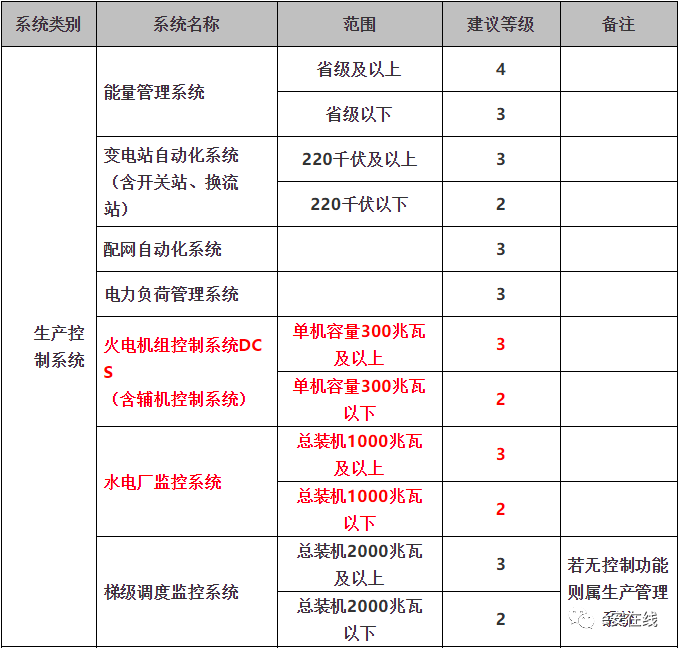 系统类别 系统名称 范围 建议等级 备注
生产控
制系统
能量管理系统
省级及以上 4
省级以下 3
变电站自动化系统
（含开关站、换流
站）
220千伏及以上 3
220千伏以下 2
配网自动化系统 3
电力负荷管理系统 3
火电机组控制系统DC
S
（含辅机控制系统）
单机容量300兆瓦
及以上
3
单机容量300兆瓦
以下
2
水电厂监控系统
总装机1000兆瓦
及以上
3
总装机1000兆瓦
以下
2
梯级调度监控系统
总装机2000兆瓦
及以上
3
总装机2000兆瓦
以下
2
若无控制功能
则属生产管理
在线